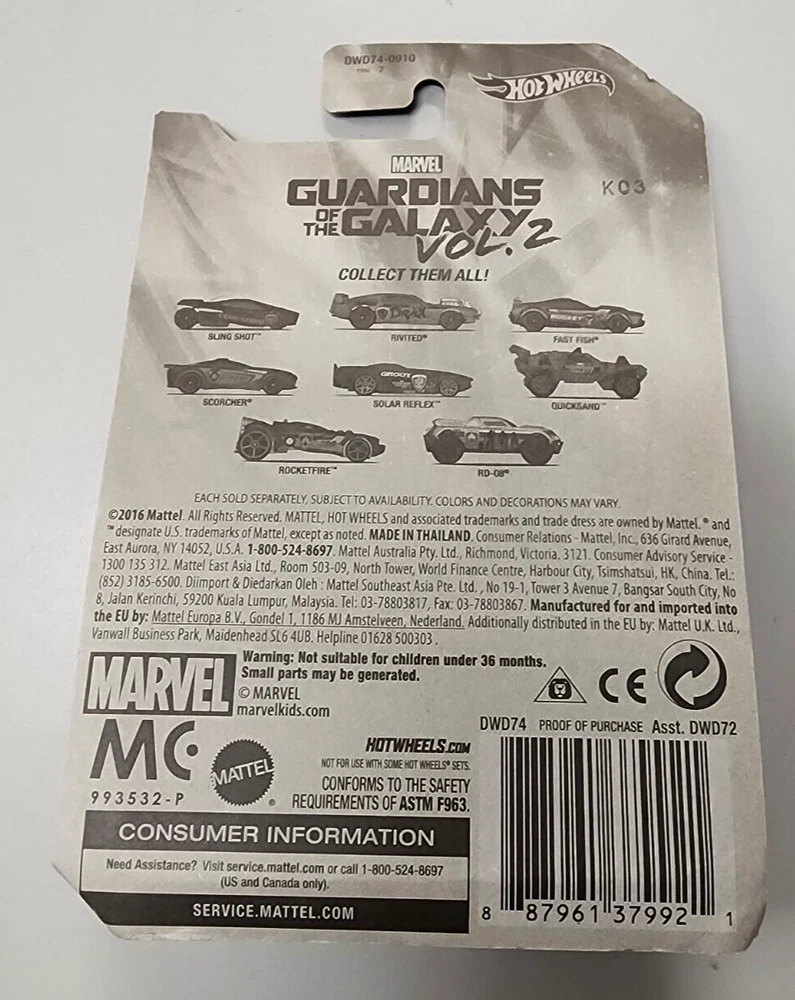 DWD74-0910
HOT WHEELS
MARVEL
K03
GUARDIANS
OF THE GALAXY
VOL. 2
COLLECT THEM ALL!
DRAX
SLING SHOT™
RIVITED®
FAST FISH®
GROOT
SCORCHER®
SOLAR REFLEX™
QUICKSAND™
ROCKETFIRE™
RD-08®
EACH SOLD SEPARATELY, SUBJECT TO AVAILABILITY. COLORS AND DECORATIONS MAY VARY.
©2016 Mattel. All Rights Reserved. MATTEL, HOT WHEELS and associated trademarks and trade dress are owned by Mattel. ® and
™ designate U.S. trademarks of Mattel, except as noted. MADE IN THAILAND. Consumer Relations - Mattel, Inc., 636 Girard Avenue,
East Aurora, NY 14052, U.S.A. 1-800-524-8697. Mattel Australia Pty. Ltd., Richmond, Victoria. 3121. Consumer Advisory Service -
1300 135 312. Mattel East Asia Ltd., Room 503-09, North Tower, World Finance Centre, Harbour City, Tsimshatsui, HK, China. Tel.:
(852) 3185-6500. Diimport & Diedarkan Oleh : Mattel Southeast Asia Pte. Ltd., No 19-1, Tower 3 Avenue 7, Bangsar South City, No
8, Jalan Kerinchi, 59200 Kuala Lumpur, Malaysia. Tel: 03-78803817, Fax: 03-78803867. Manufactured for and imported into
the EU by: Mattel Europa B.V., Gondel 1, 1186 MJ Amstelveen, Nederland. Additionally distributed in the EU by: Mattel U.K. Ltd.,
Vanwall Business Park, Maidenhead SL6 4UB. Helpline 01628 500303.
MARVEL
Warning: Not suitable for children under 36 months.
Small parts may be generated.
© MARVEL
marvelkids.com
CE
DWD74 PROOF OF PURCHASE Asst. DWD72
MC
993532-P
MATTEL®
HOTWHEELS.COM
NOT FOR USE WITH SOME HOT WHEELS® SETS.
CONFORMS TO THE SAFETY
REQUIREMENTS OF ASTM F963.
CONSUMER INFORMATION
Need Assistance? Visit service.mattel.com or call 1-800-524-8697
(US and Canada only).
SERVICE.MATTEL.COM
8 87961 37992 1